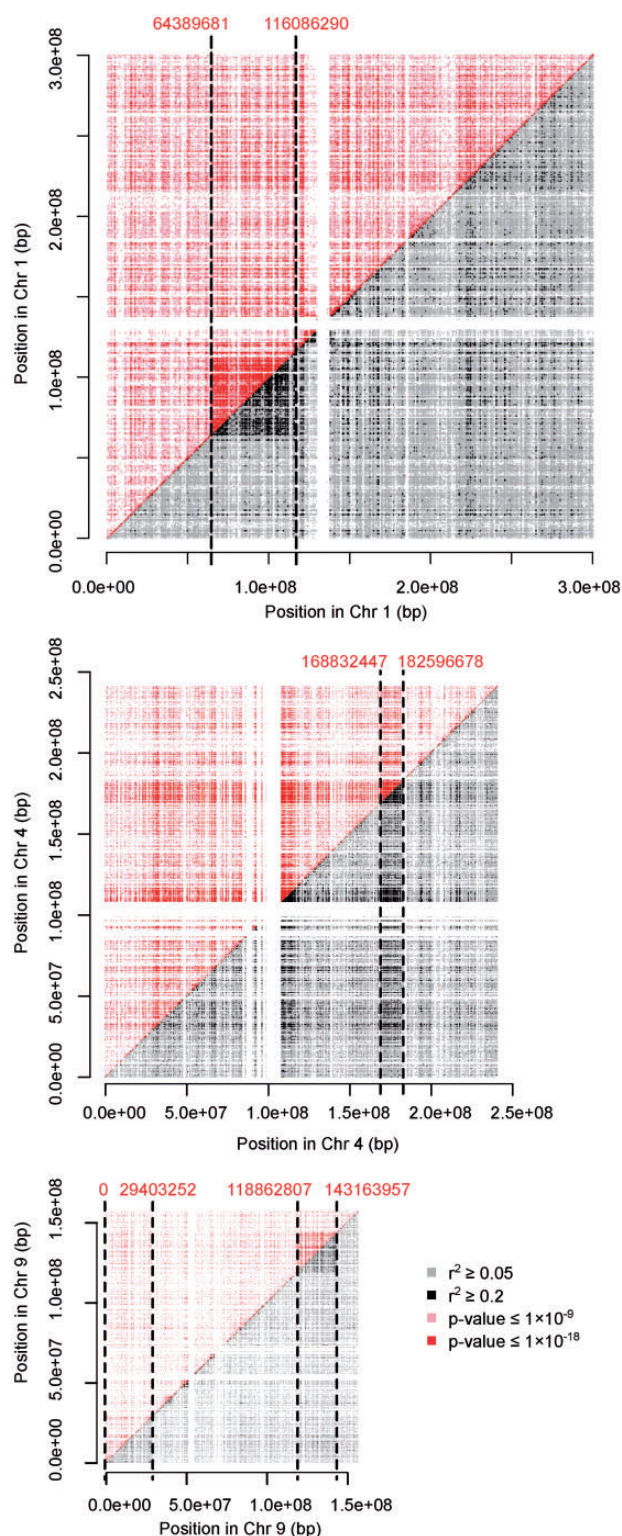 64389681 116086290
3.0e+08
2.0e+08
1.0e+08
0.0e+00
Position in Chr 1 (bp)
0.0e+00 1.0e+08 2.0e+08 3.0e+08
Position in Chr 1 (bp)
168832447 182596678
2.5e+08
2.0e+08
1.5e+08
1.0e+08
5.0e+07
0.0e+00
Position in Chr 4 (bp)
0.0e+00 5.0e+07 1.0e+08 1.5e+08 2.0e+08 2.5e+08
Position in Chr 4 (bp)
0 29403252 118862807 143163957
1.5e+08
1.0e+08
5.0e+07
0.0e+00
Position in Chr 9 (bp)
0.0e+00 5.0e+07 1.0e+08 1.5e+08
Position in Chr 9 (bp)
r² ≥ 0.05
r² ≥ 0.2
p-value ≤ 1×10⁻⁹
p-value ≤ 1×10⁻¹⁸